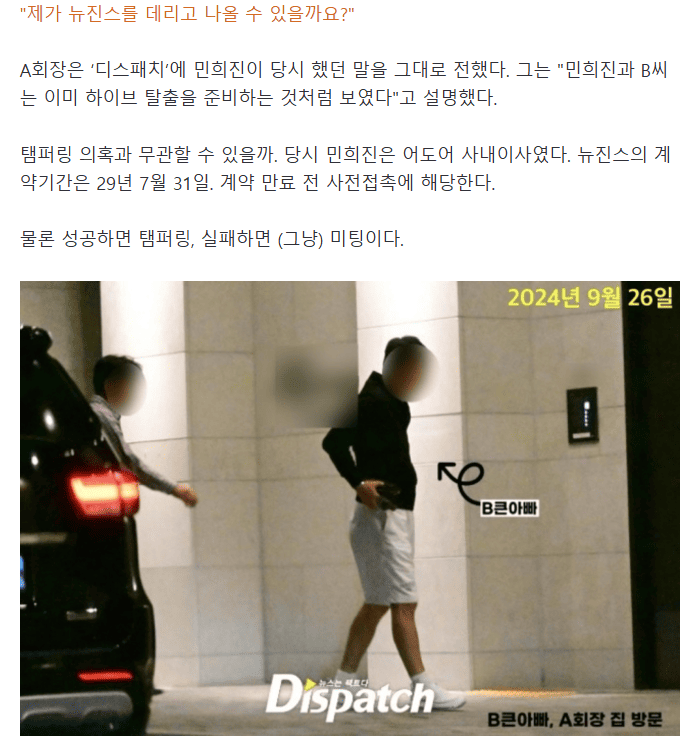 "제가 뉴진스를 데리고 나올 수 있을까요?"
A회장은 ‘디스패치’에 민희진이 당시 했던 말을 그대로 전했다. 그는 "민희진과 B씨
는 이미 하이브 탈출을 준비하는 것처럼 보였다"고 설명했다.
탬퍼링 의혹과 무관할 수 있을까. 당시 민희진은 어도어 사내이사였다. 뉴진스의 계
약기간은 29년 7월 31일. 계약 만료 전 사전접촉에 해당한다.
물론 성공하면 탬퍼링, 실패하면 (그냥) 미팅이다.
2024년 9월 26일
B큰아빠
뉴스는 팩트다
Dispatch
B큰아빠, A회장 집 방문